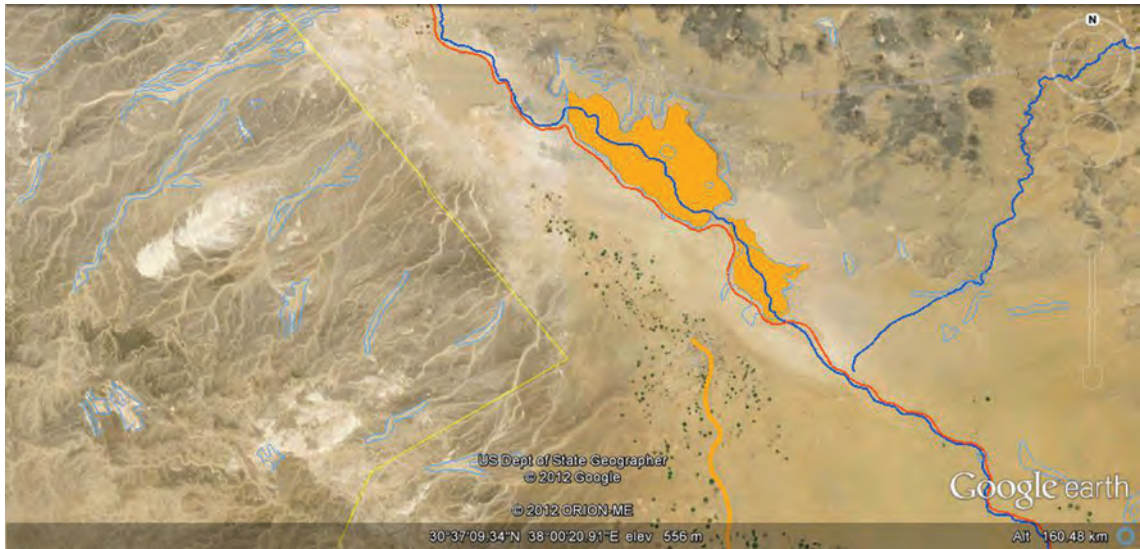 N
US Dept of State Geographer
© 2012 Google
© 2012 ORION-ME
Google earth
30°37'09.34"N 38°00'20.91"E elev 556 m
Alt 160.48 km